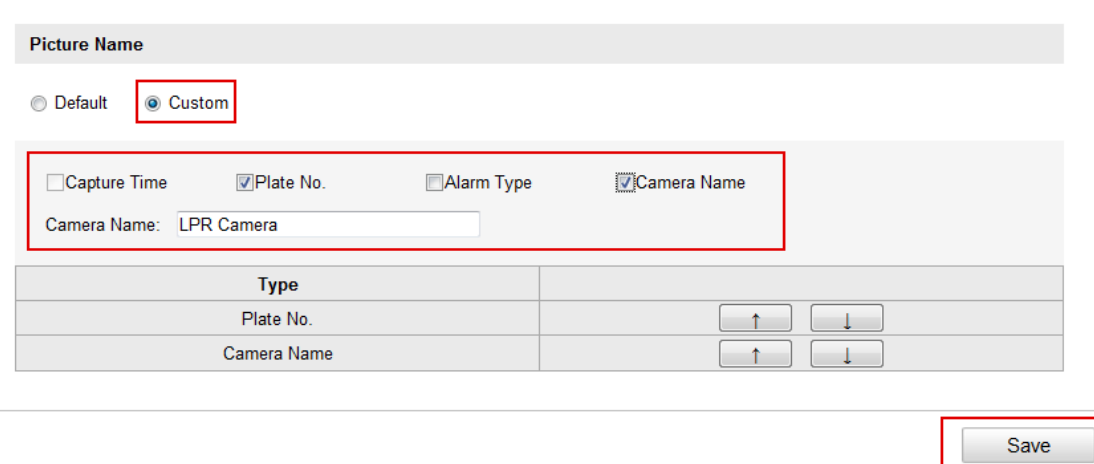 Picture Name
Default Custom
Capture Time Plate No. Alarm Type Camera Name
Camera Name: LPR Camera
Type
Plate No. ↑ ↓
Camera Name ↑ ↓
Save